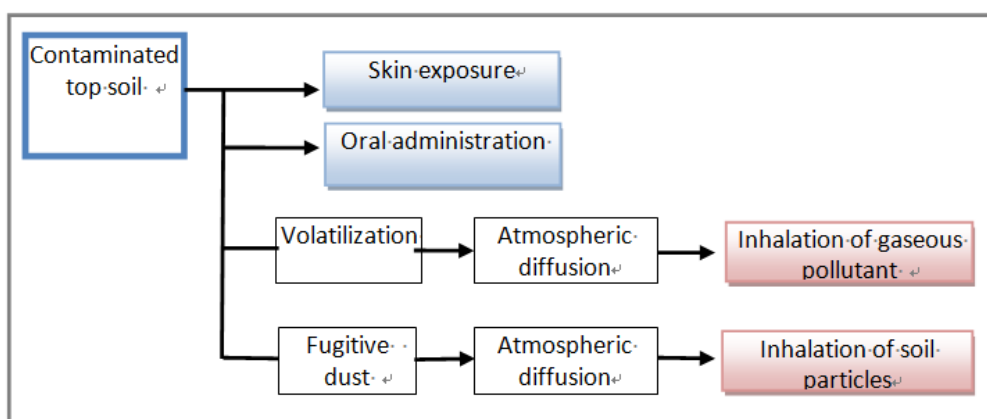 Contaminated
top soil
Skin exposure
Oral administration
Volatilization
Atmospheric
diffusion
Inhalation of gaseous
pollutant
Fugitive
dust
Atmospheric
diffusion
Inhalation of soil
particles